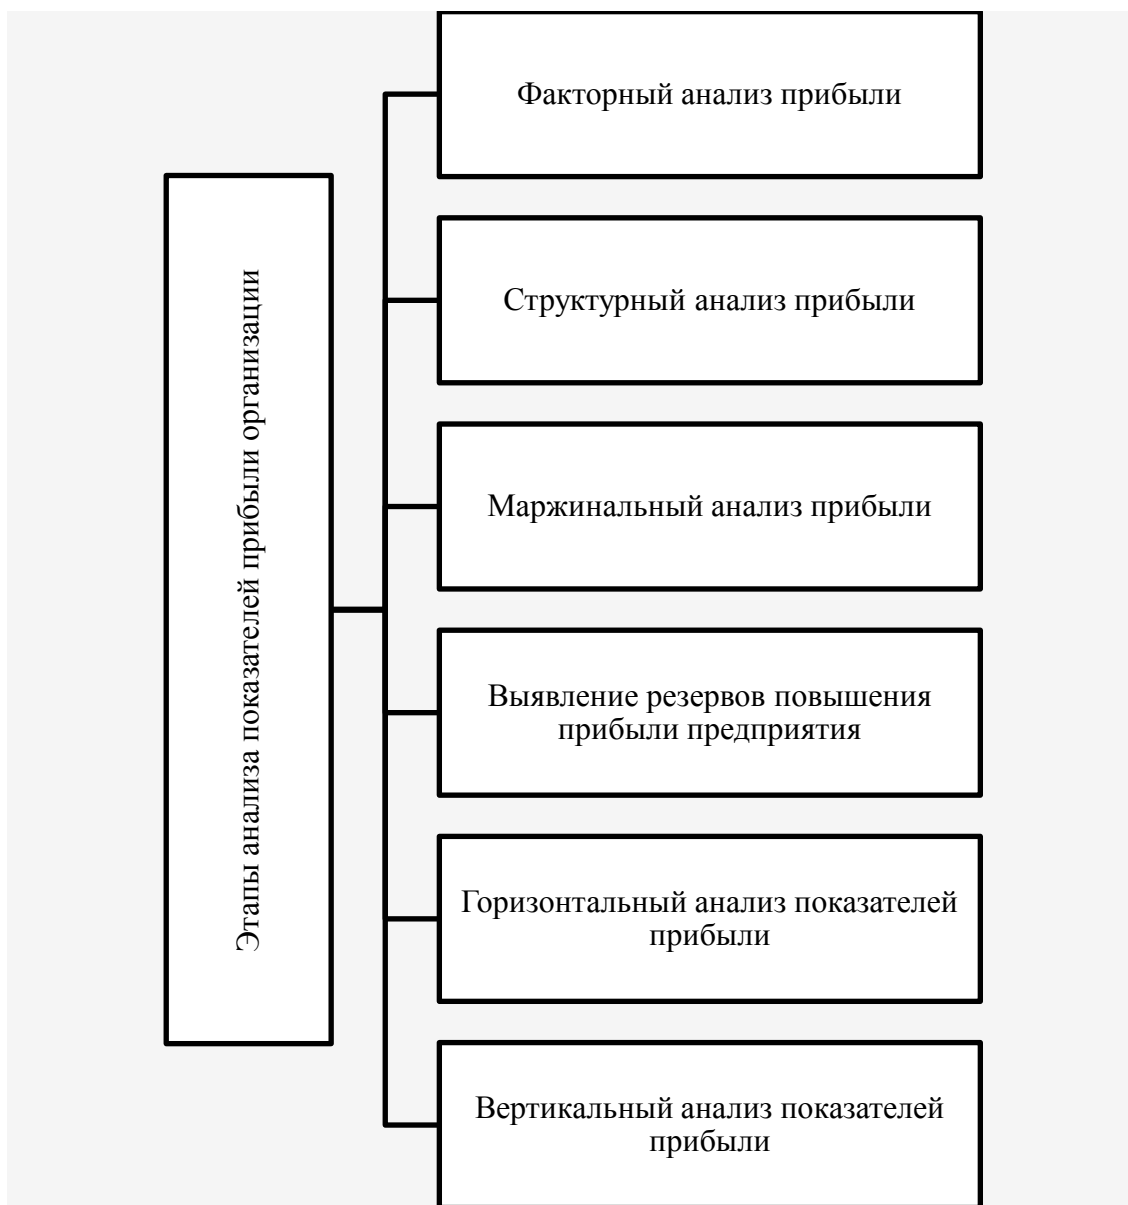 Этапы анализа показателей прибыли организации
Факторный анализ прибыли
Структурный анализ прибыли
Маржинальный анализ прибыли
Выявление резервов повышения
прибыли предприятия
Горизонтальный анализ показателей
прибыли
Вертикальный анализ показателей
прибыли